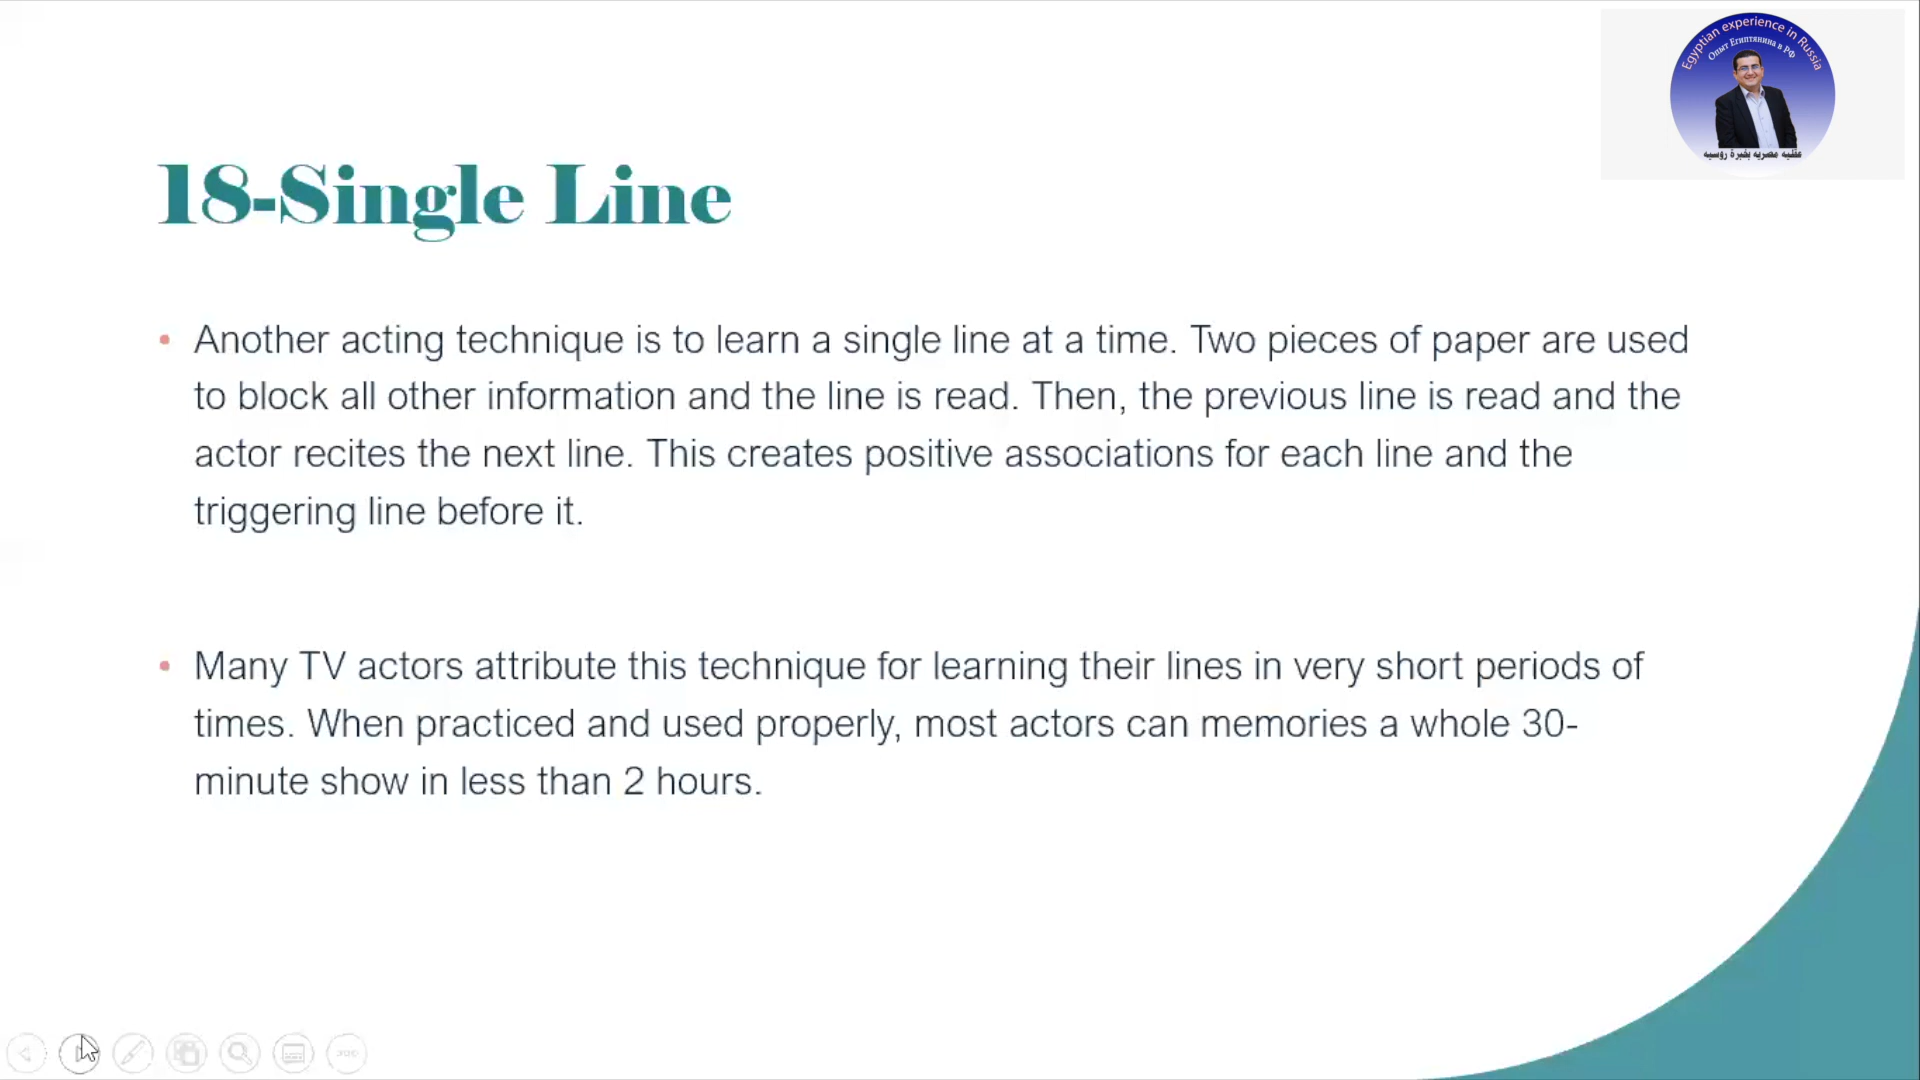 Egyptian experience in Russia
Опыт Египтянина в РФ
عقليه مصريه بخبرة روسيه
18-Single Line
• Another acting technique is to learn a single line at a time. Two pieces of paper are used
to block all other information and the line is read. Then, the previous line is read and the
actor recites the next line. This creates positive associations for each line and the
triggering line before it.
• Many TV actors attribute this technique for learning their lines in very short periods of
times. When practiced and used properly, most actors can memories a whole 30-
minute show in less than 2 hours.